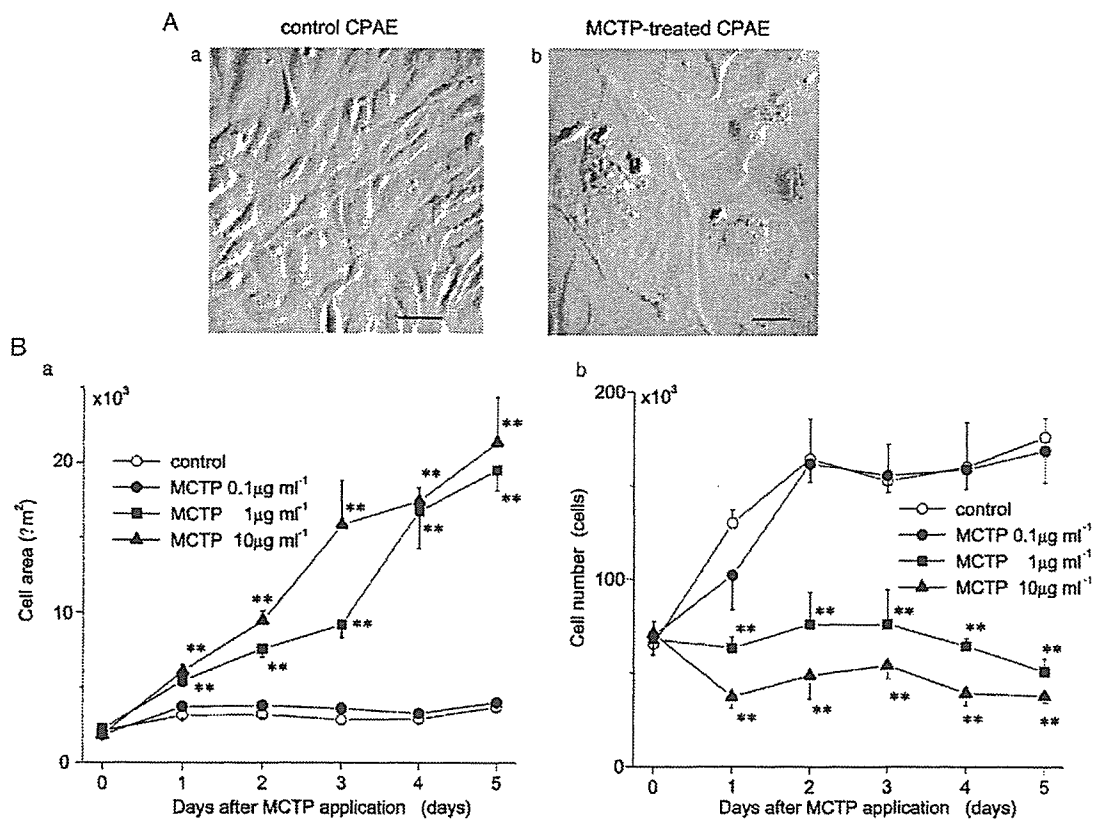 A
control CPAE
MCTP-treated CPAE
a
b
B
a
x10³
20
10
0
Cell area (?m²)
control
MCTP 0.1µg ml⁻¹
MCTP 1µg ml⁻¹
MCTP 10µg ml⁻¹
** ** ** ** **
** ** ** ** **
0 1 2 3 4 5
Days after MCTP application (days)
b
200
x10³
100
0
Cell number (cells)
control
MCTP 0.1µg ml⁻¹
MCTP 1µg ml⁻¹
MCTP 10µg ml⁻¹
** ** ** ** **
** ** ** ** **
0 1 2 3 4 5
Days after MCTP application (days)